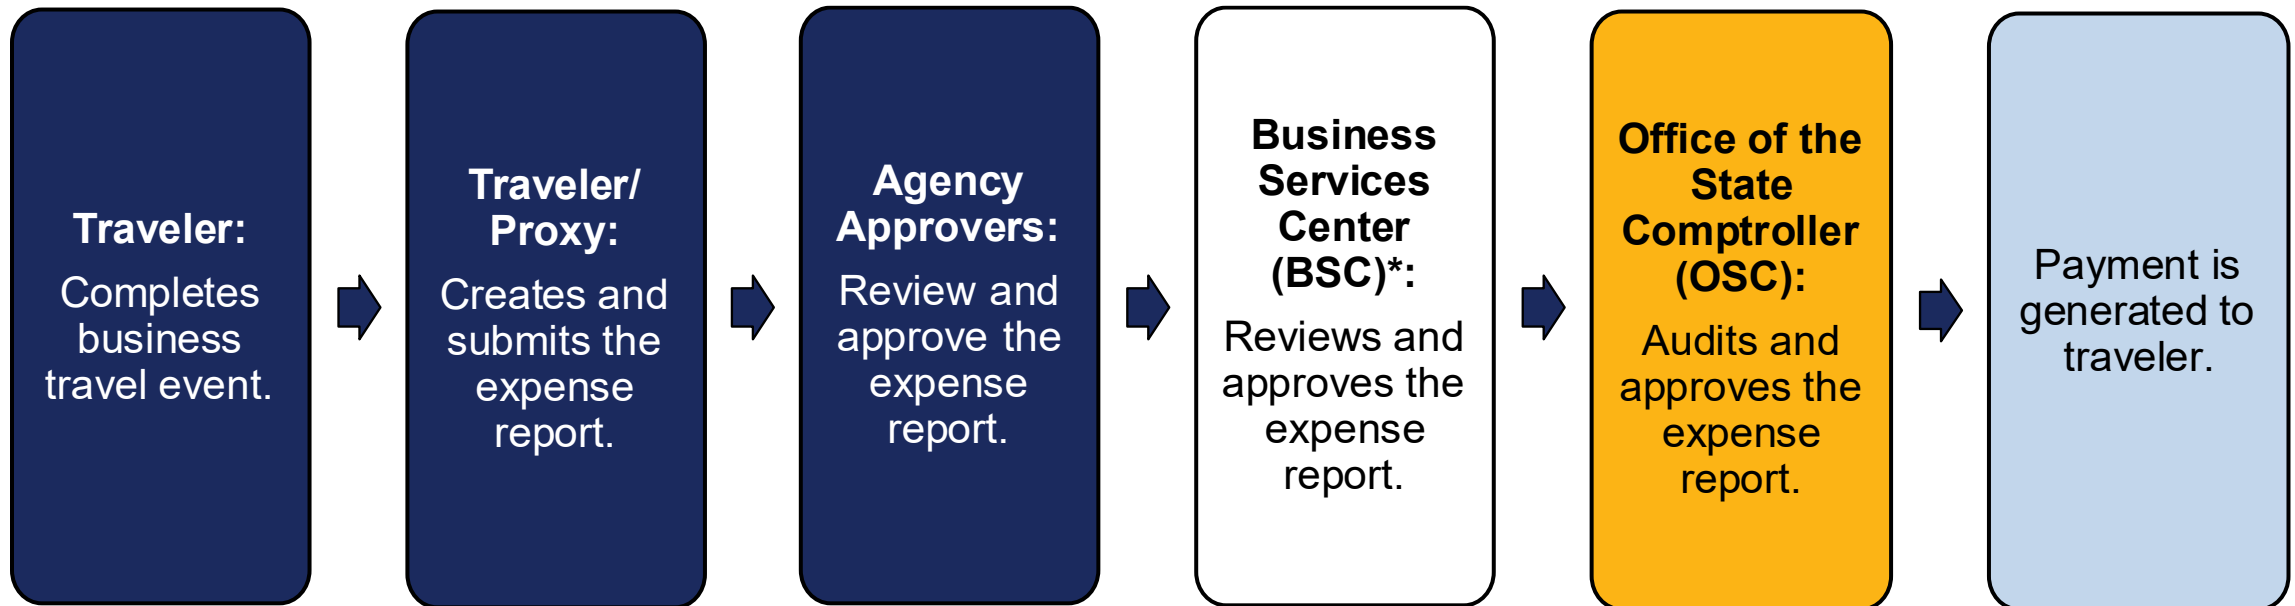 Traveler:
Completes
business
travel event.
Traveler/
Proxy:
Creates and
submits the
expense
report.
Agency
Approvers:
Review and
approve the
expense
report.
Business
Services
Center
(BSC)*:
Reviews and
approves the
expense
report.
Office of the
State
Comptroller
(OSC):
Audits and
approves the
expense
report.
Payment is
generated to
traveler.